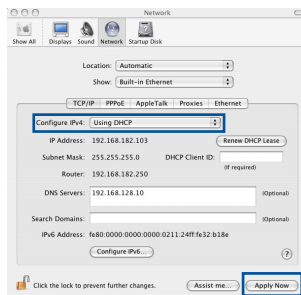 Network
Show All Displays Sound Network Startup Disk
Location: Automatic
Show: Built-in Ethernet
TCP/IP PPPoE AppleTalk Proxies Ethernet
Configure IPv4: Using DHCP
IP Address: 192.168.182.103 Renew DHCP Lease
Subnet Mask: 255.255.255.0 DHCP Client ID:
(If required)
Router: 192.168.182.250
DNS Servers: 192.168.128.10 (Optional)
Search Domains: (Optional)
IPv6 Address: fe80:0000:0000:0000:0211:24ff:fe32:b18e
Configure IPv6... ?
Click the lock to prevent further changes. Assist me... Apply Now